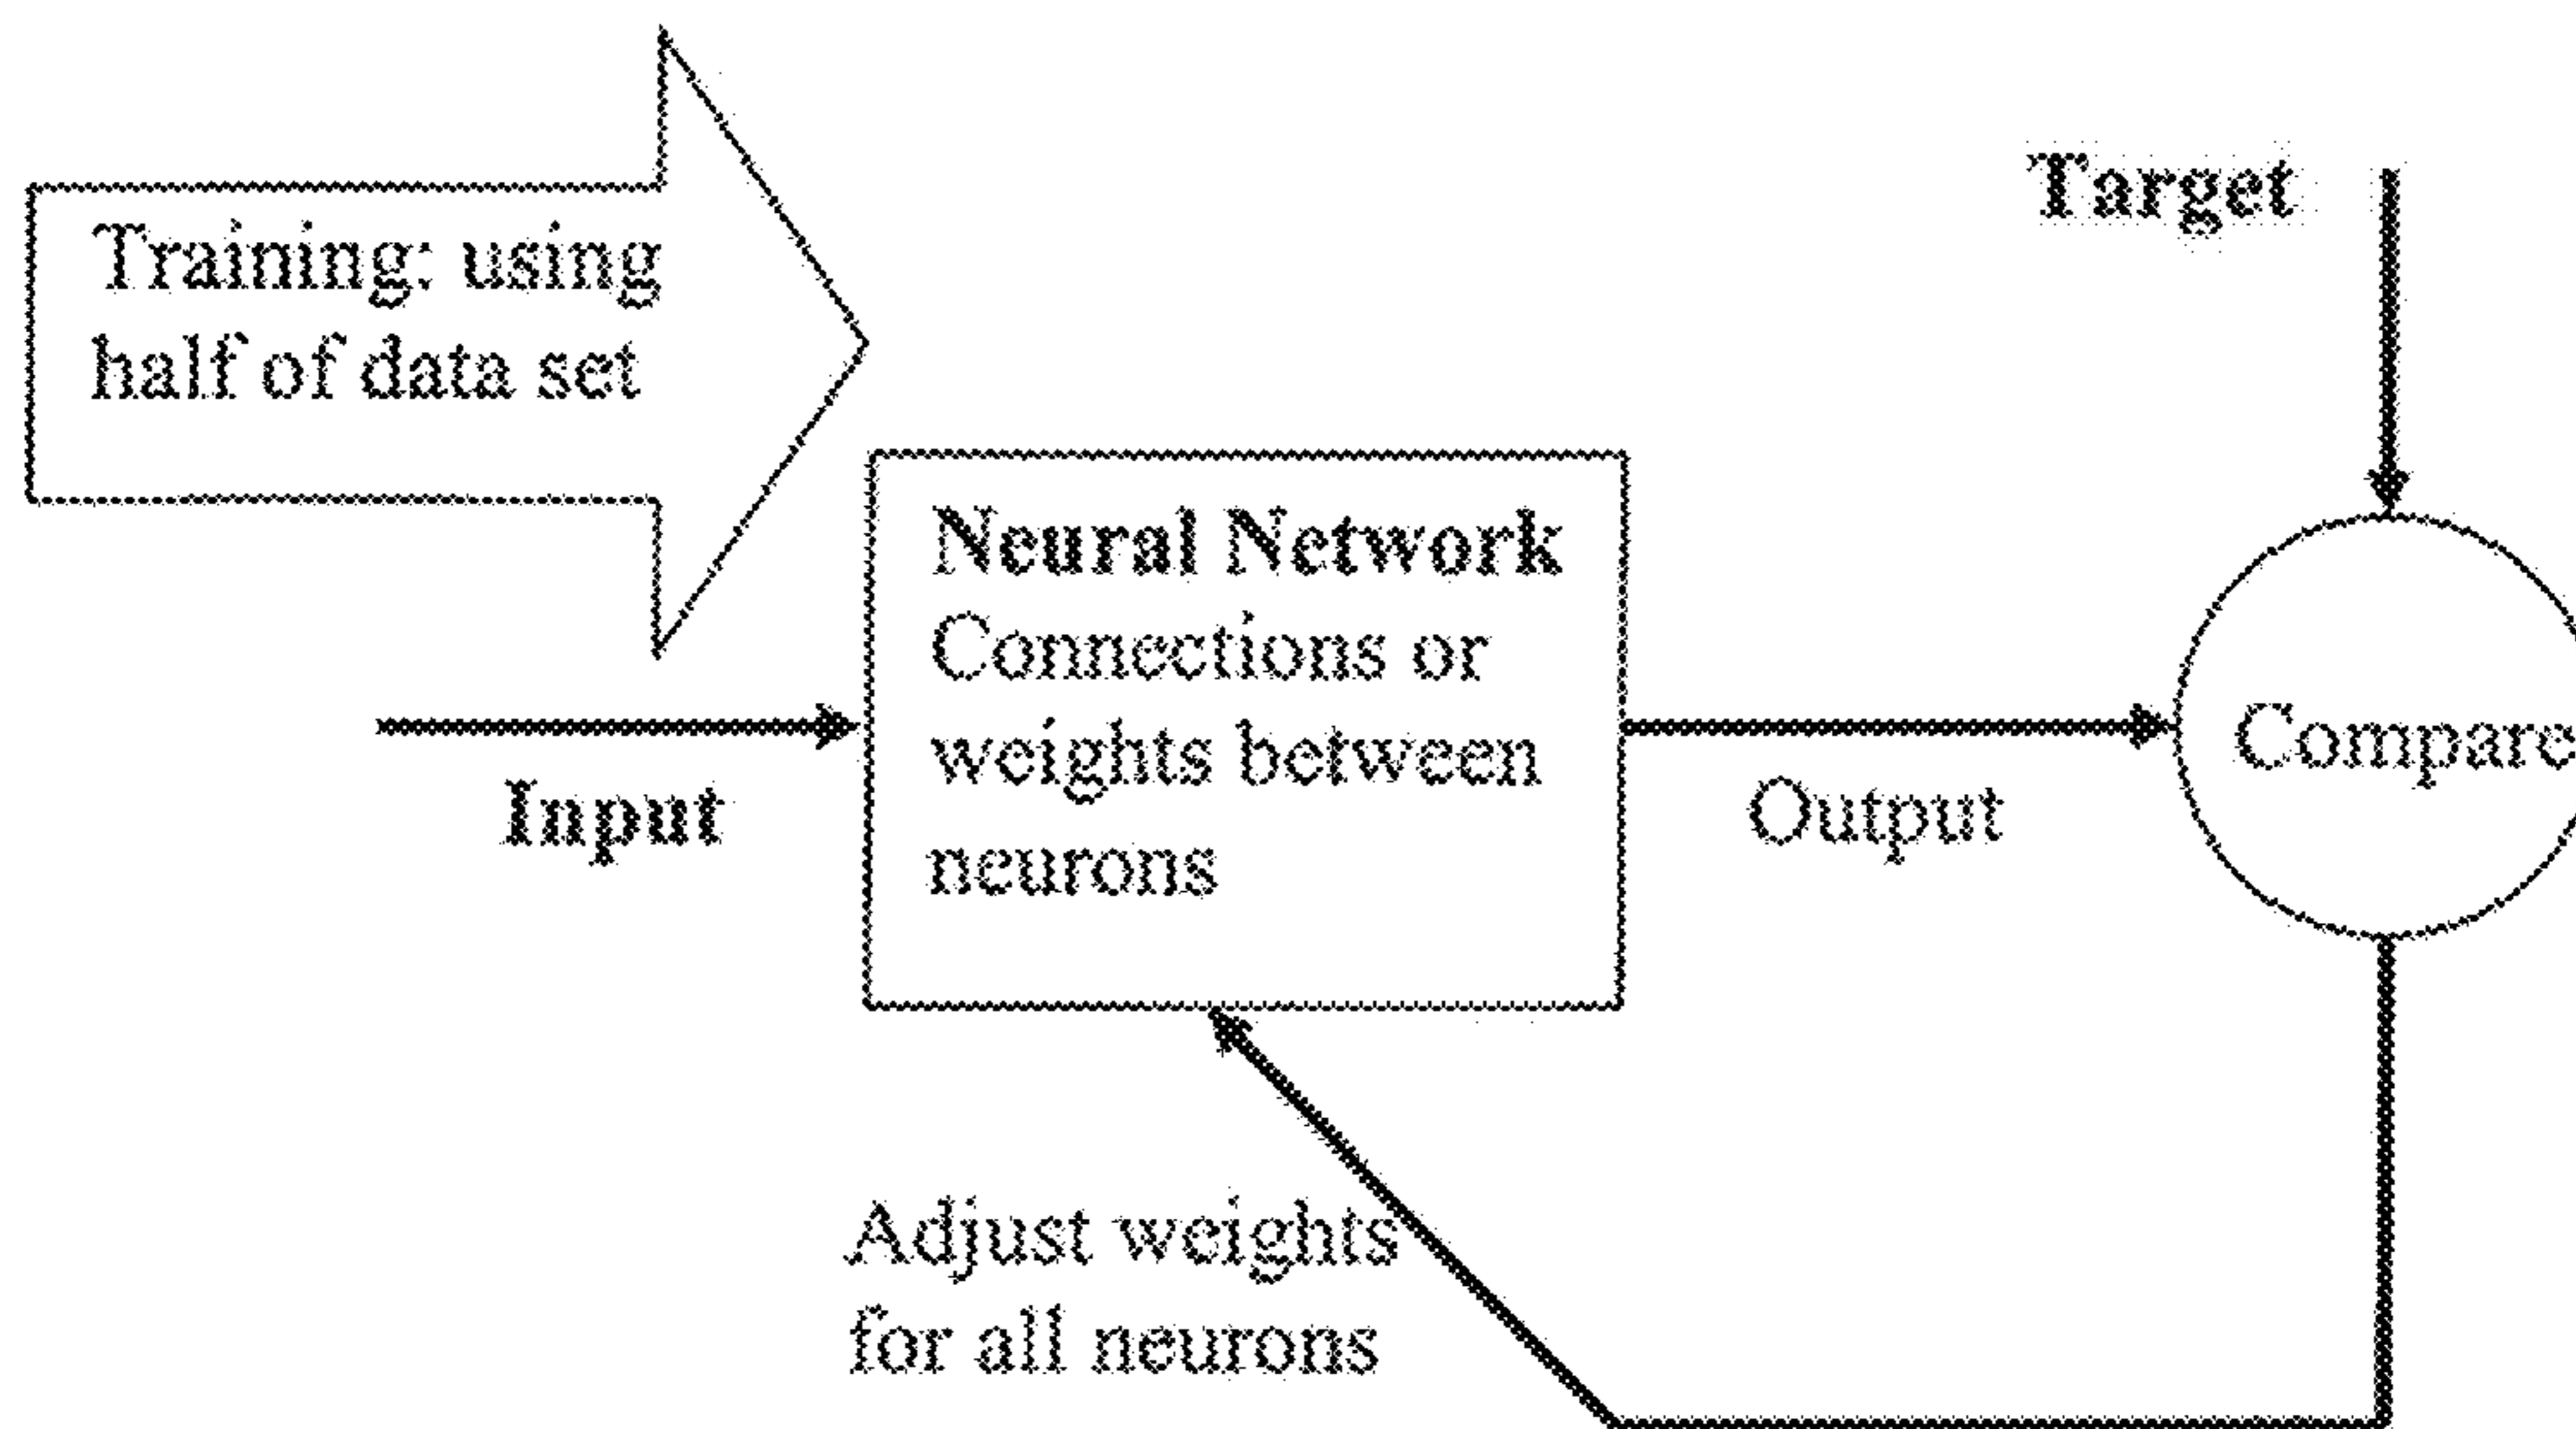 Training: using
half of data set
Target
Neural Network
Connections or
weights between
neurons
Input
Output
Compare
Adjust weights
for all neurons